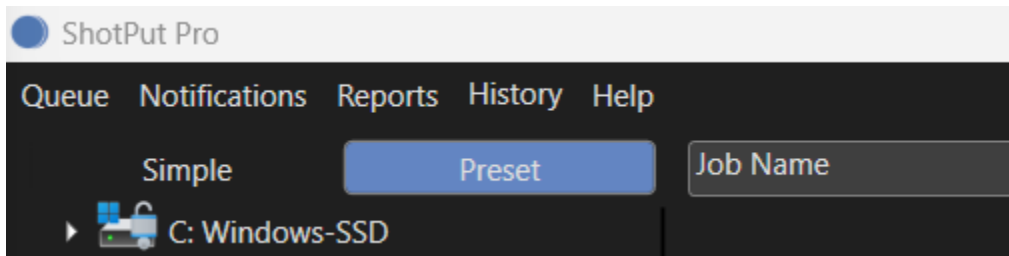 ShotPut Pro
Queue Notifications Reports History Help
Simple Preset Job Name
C: Windows-SSD